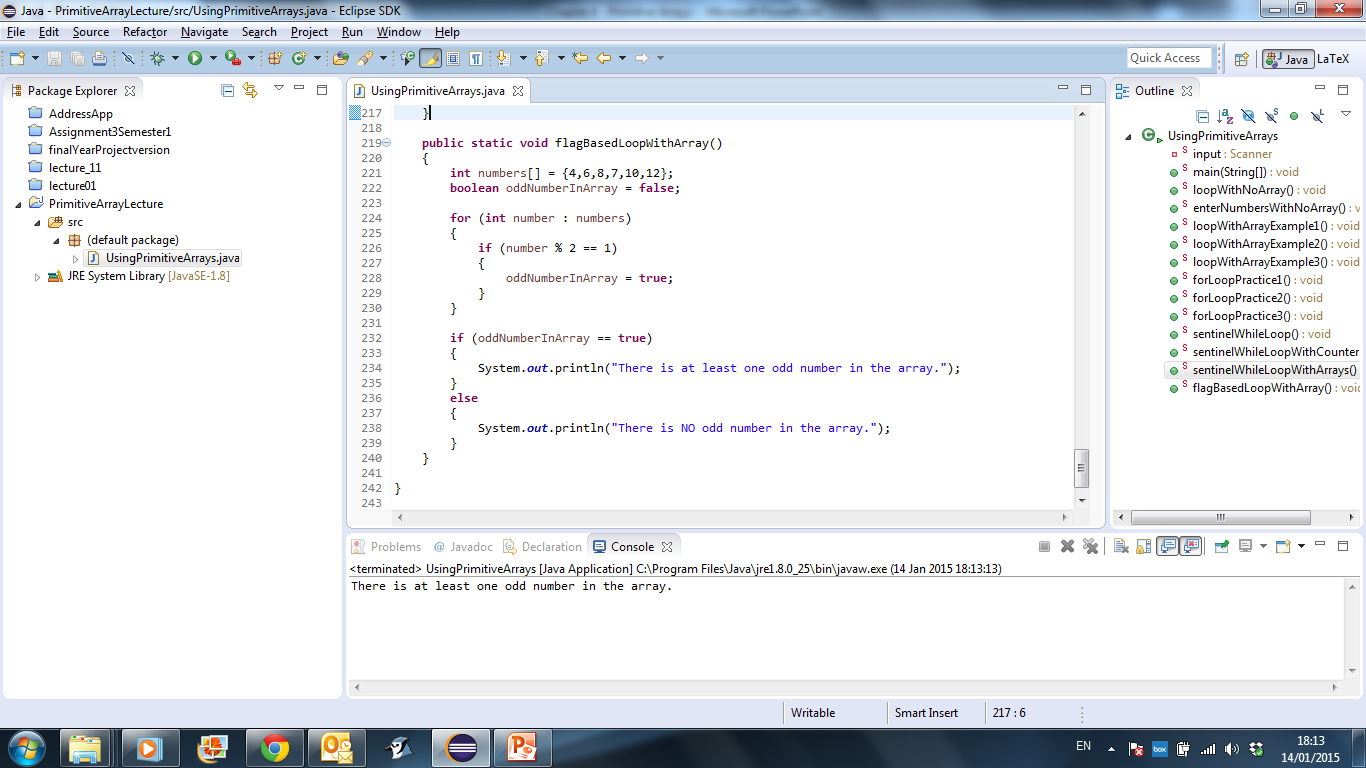 Java - PrimitiveArrayLecture/src/UsingPrimitiveArrays.java - Eclipse SDK
File Edit Source Refactor Navigate Search Project Run Window Help
Quick Access
Java
LaTeX
Package Explorer
AddressApp
Assignment3Semester1
finalYearProjectversion
lecture_11
lecture01
PrimitiveArrayLecture
src
(default package)
UsingPrimitiveArrays.java
JRE System Library [JavaSE-1.8]
UsingPrimitiveArrays.java
217 }
218
219 public static void flagBasedLoopWithArray()
220 {
221 int numbers[] = {4,6,8,7,10,12};
222 boolean oddNumberInArray = false;
223
224 for (int number : numbers)
225 {
226 if (number % 2 == 1)
227 {
228 oddNumberInArray = true;
229 }
230 }
231
232 if (oddNumberInArray == true)
233 {
234 System.out.println("There is at least one odd number in the array.");
235 }
236 else
237 {
238 System.out.println("There is NO odd number in the array.");
239 }
240 }
241
242 }
243
Outline
UsingPrimitiveArrays
input : Scanner
main(String[]) : void
loopWithNoArray() : void
enterNumbersWithNoArray() : v
loopWithArrayExample1() : void
loopWithArrayExample2() : void
loopWithArrayExample3() : void
forLoopPractice1() : void
forLoopPractice2() : void
forLoopPractice3() : void
sentinelWhileLoop() : void
sentinelWhileLoopWithCounter
sentinelWhileLoopWithArrays()
flagBasedLoopWithArray() : voi
Problems @ Javadoc Declaration Console
<terminated> UsingPrimitiveArrays [Java Application] C:\Program Files\Java\jre1.8.0_25\bin\javaw.exe (14 Jan 2015 18:13:13)
There is at least one odd number in the array.
Writable Smart Insert 217 : 6
EN
box
18:13
14/01/2015